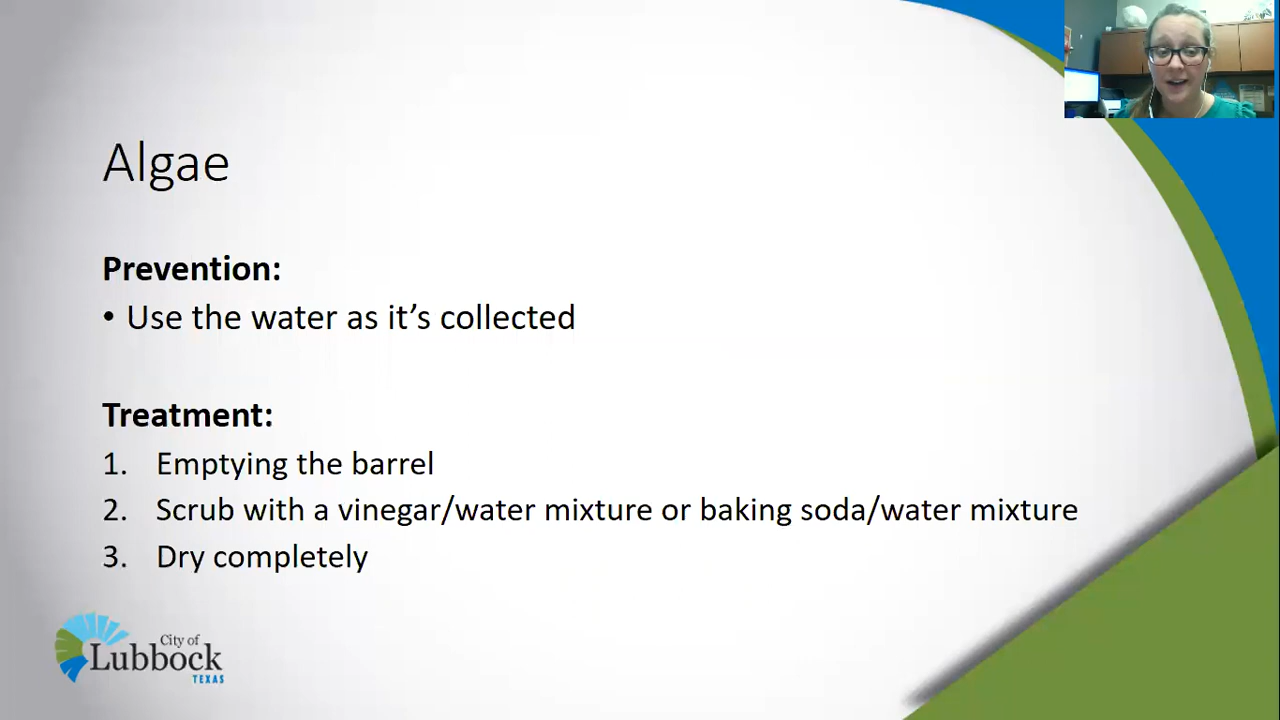 Algae
Prevention:
• Use the water as it's collected
Treatment:
1. Emptying the barrel
2. Scrub with a vinegar/water mixture or baking soda/water mixture
3. Dry completely
City of
Lubbock
TEXAS